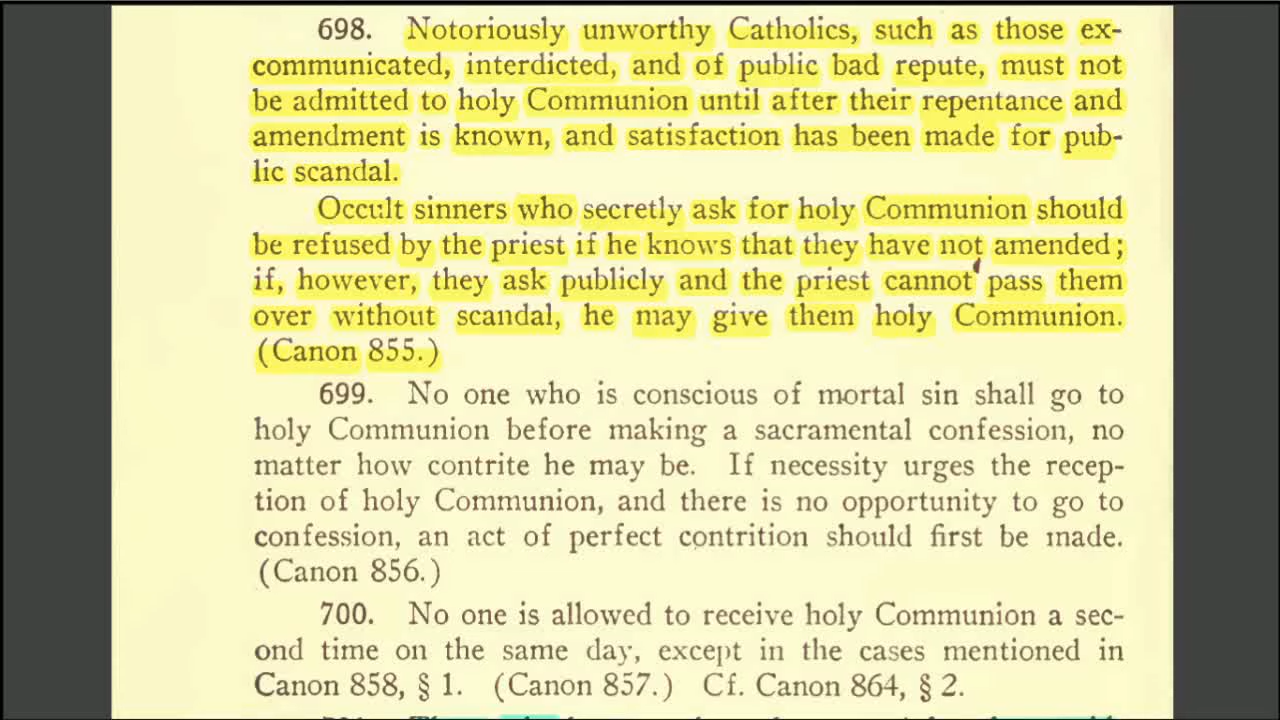 698. Notoriously unworthy Catholics, such as those ex-
communicated, interdicted, and of public bad repute, must not
be admitted to holy Communion until after their repentance and
amendment is known, and satisfaction has been made for pub-
lic scandal.
Occult sinners who secretly ask for holy Communion should
be refused by the priest if he knows that they have not amended;
if, however, they ask publicly and the priest cannot pass them
over without scandal, he may give them holy Communion.
(Canon 855.)
699. No one who is conscious of mortal sin shall go to
holy Communion before making a sacramental confession, no
matter how contrite he may be. If necessity urges the recep-
tion of holy Communion, and there is no opportunity to go to
confession, an act of perfect contrition should first be made.
(Canon 856.)
700. No one is allowed to receive holy Communion a sec-
ond time on the same day, except in the cases mentioned in
Canon 858, § 1. (Canon 857.) Cf. Canon 864, § 2.